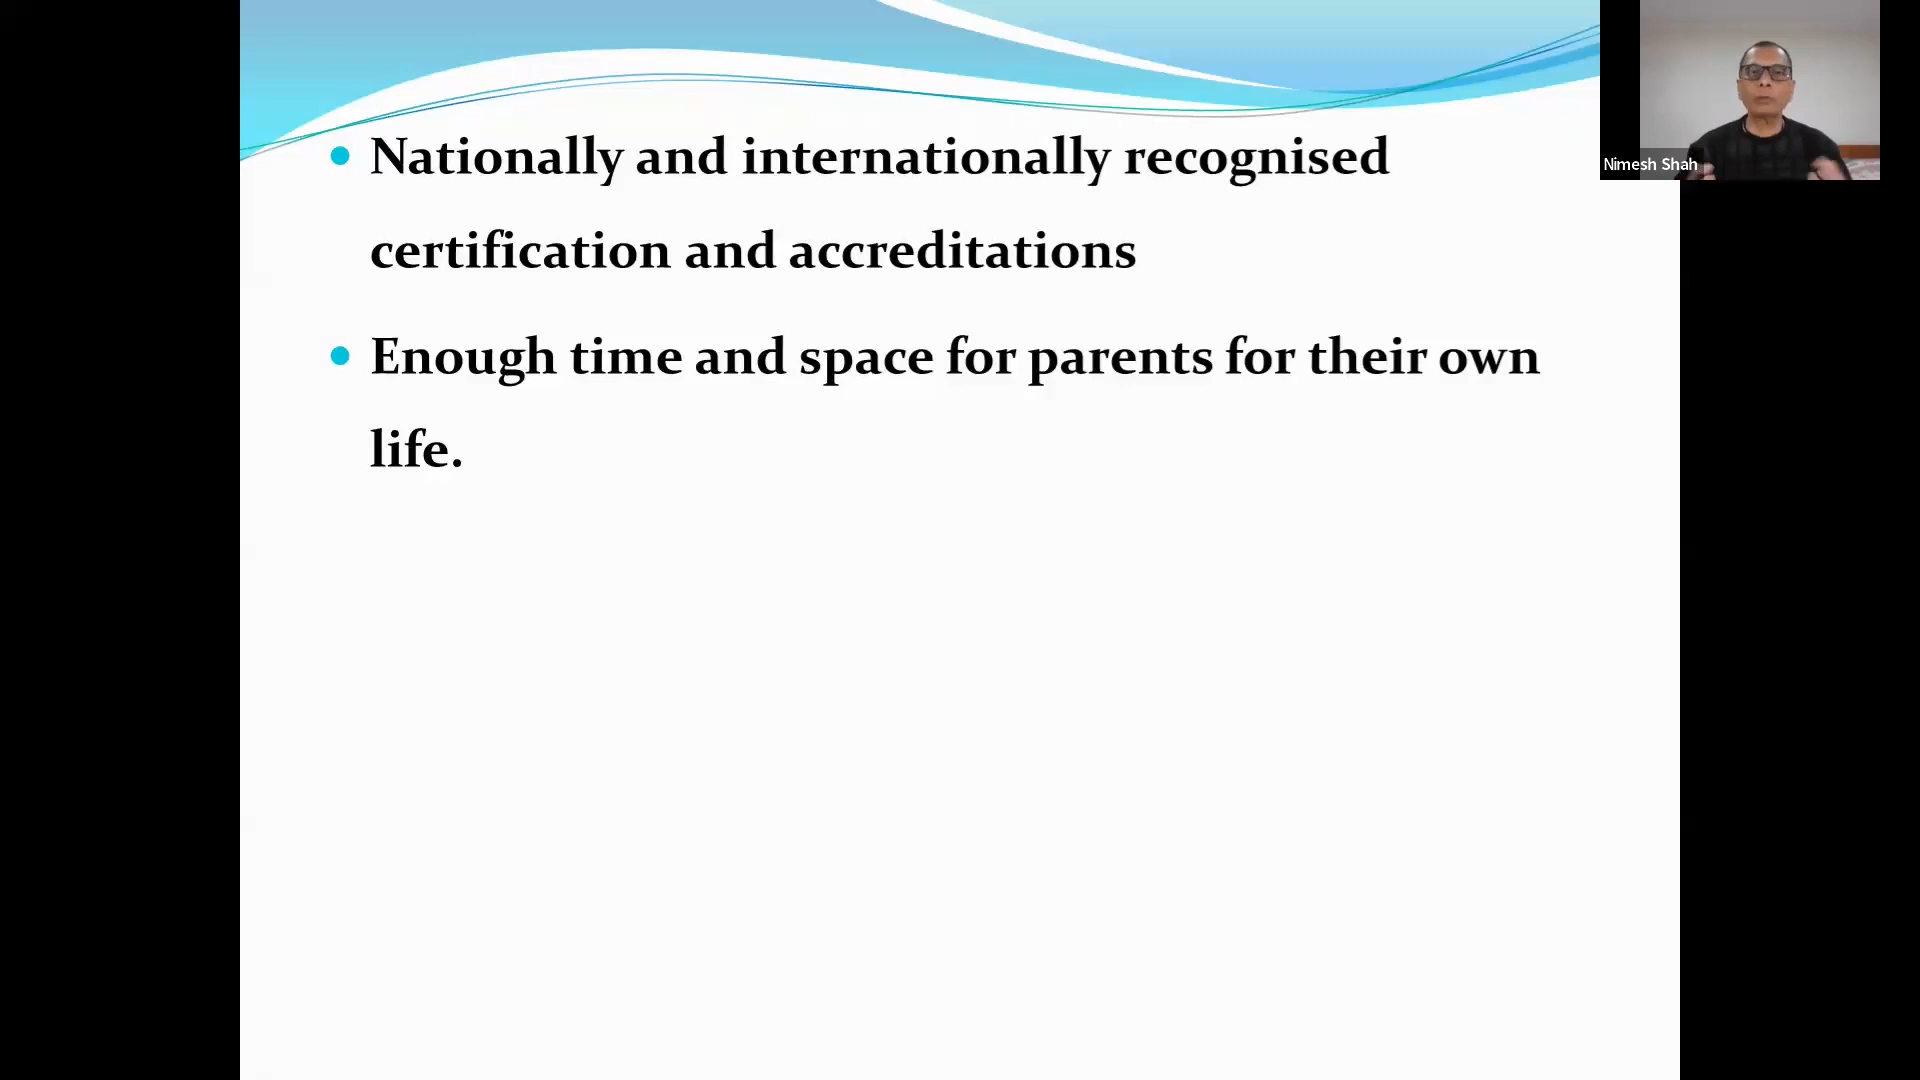 Nationally and internationally recognised
certification and accreditations
Enough time and space for parents for their own
life.
Nimesh Shah